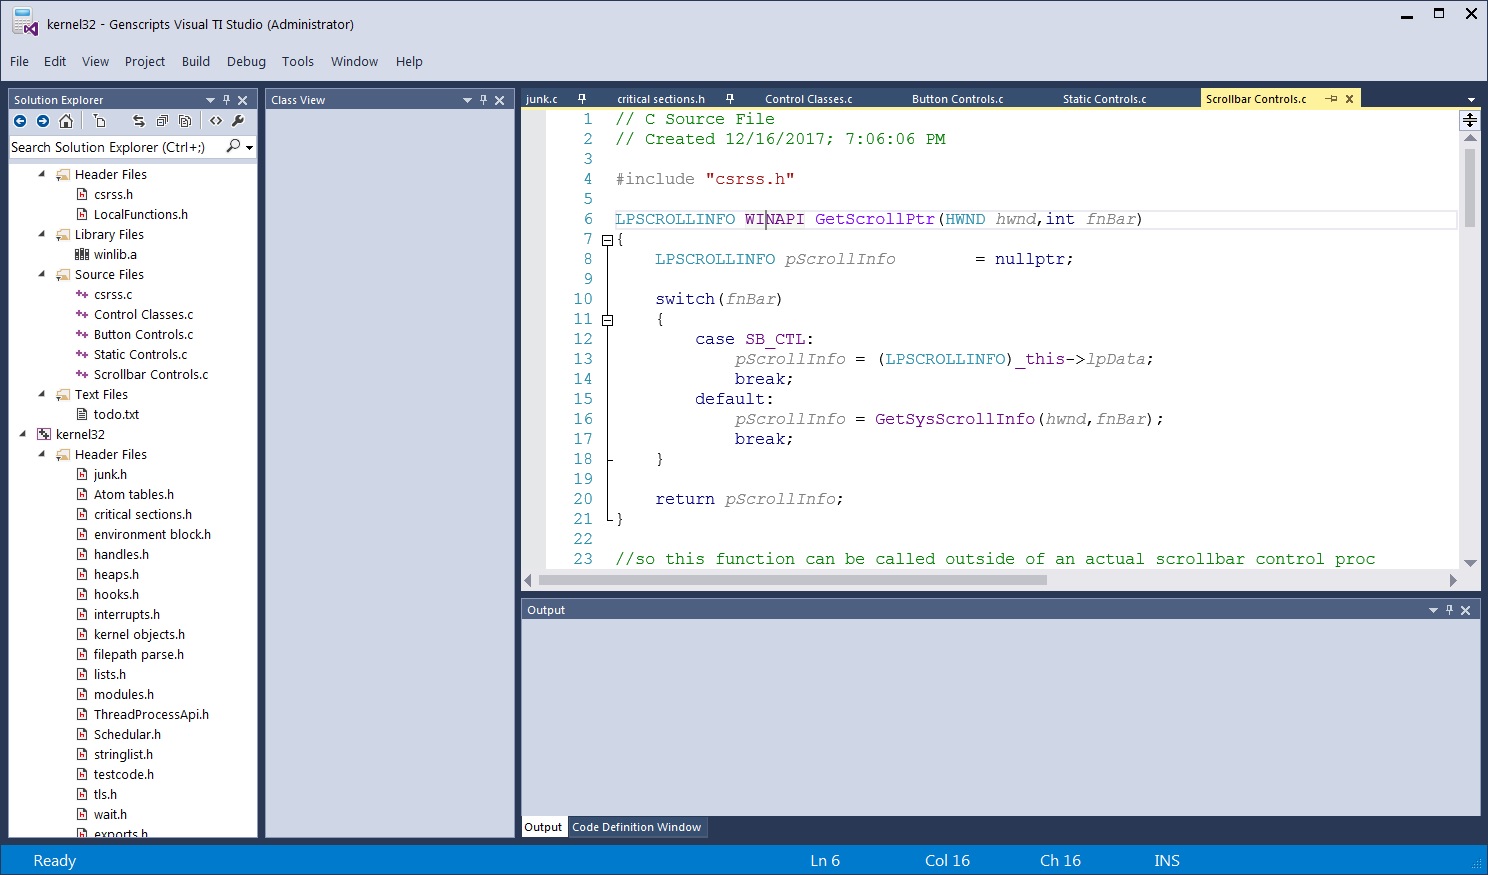 kernel32 - Genscripts Visual TI Studio (Administrator)
File Edit View Project Build Debug Tools Window Help
Solution Explorer
Search Solution Explorer (Ctrl+;)
Header Files
csrss.h
LocalFunctions.h
Library Files
winlib.a
Source Files
csrss.c
Control Classes.c
Button Controls.c
Static Controls.c
Scrollbar Controls.c
Text Files
todo.txt
kernel32
Header Files
junk.h
Atom tables.h
critical sections.h
environment block.h
handles.h
heaps.h
hooks.h
interrupts.h
kernel objects.h
filepath parse.h
lists.h
modules.h
ThreadProcessApi.h
Schedular.h
stringlist.h
testcode.h
tls.h
wait.h
exports.h
Class View
junk.c critical sections.h Control Classes.c Button Controls.c Static Controls.c Scrollbar Controls.c
1 // C Source File
2 // Created 12/16/2017; 7:06:06 PM
3
4 #include "csrss.h"
5
6 LPSCROLLINFO WINAPI GetScrollPtr(HWND hwnd,int fnBar)
7 {
8 LPSCROLLINFO pScrollInfo = nullptr;
9
10 switch(fnBar)
11 {
12 case SB_CTL:
13 pScrollInfo = (LPSCROLLINFO)_this->lpData;
14 break;
15 default:
16 pScrollInfo = GetSysScrollInfo(hwnd,fnBar);
17 break;
18 }
19
20 return pScrollInfo;
21 }
22
23 //so this function can be called outside of an actual scrollbar control proc
Output
Output Code Definition Window
Ready Ln 6 Col 16 Ch 16 INS